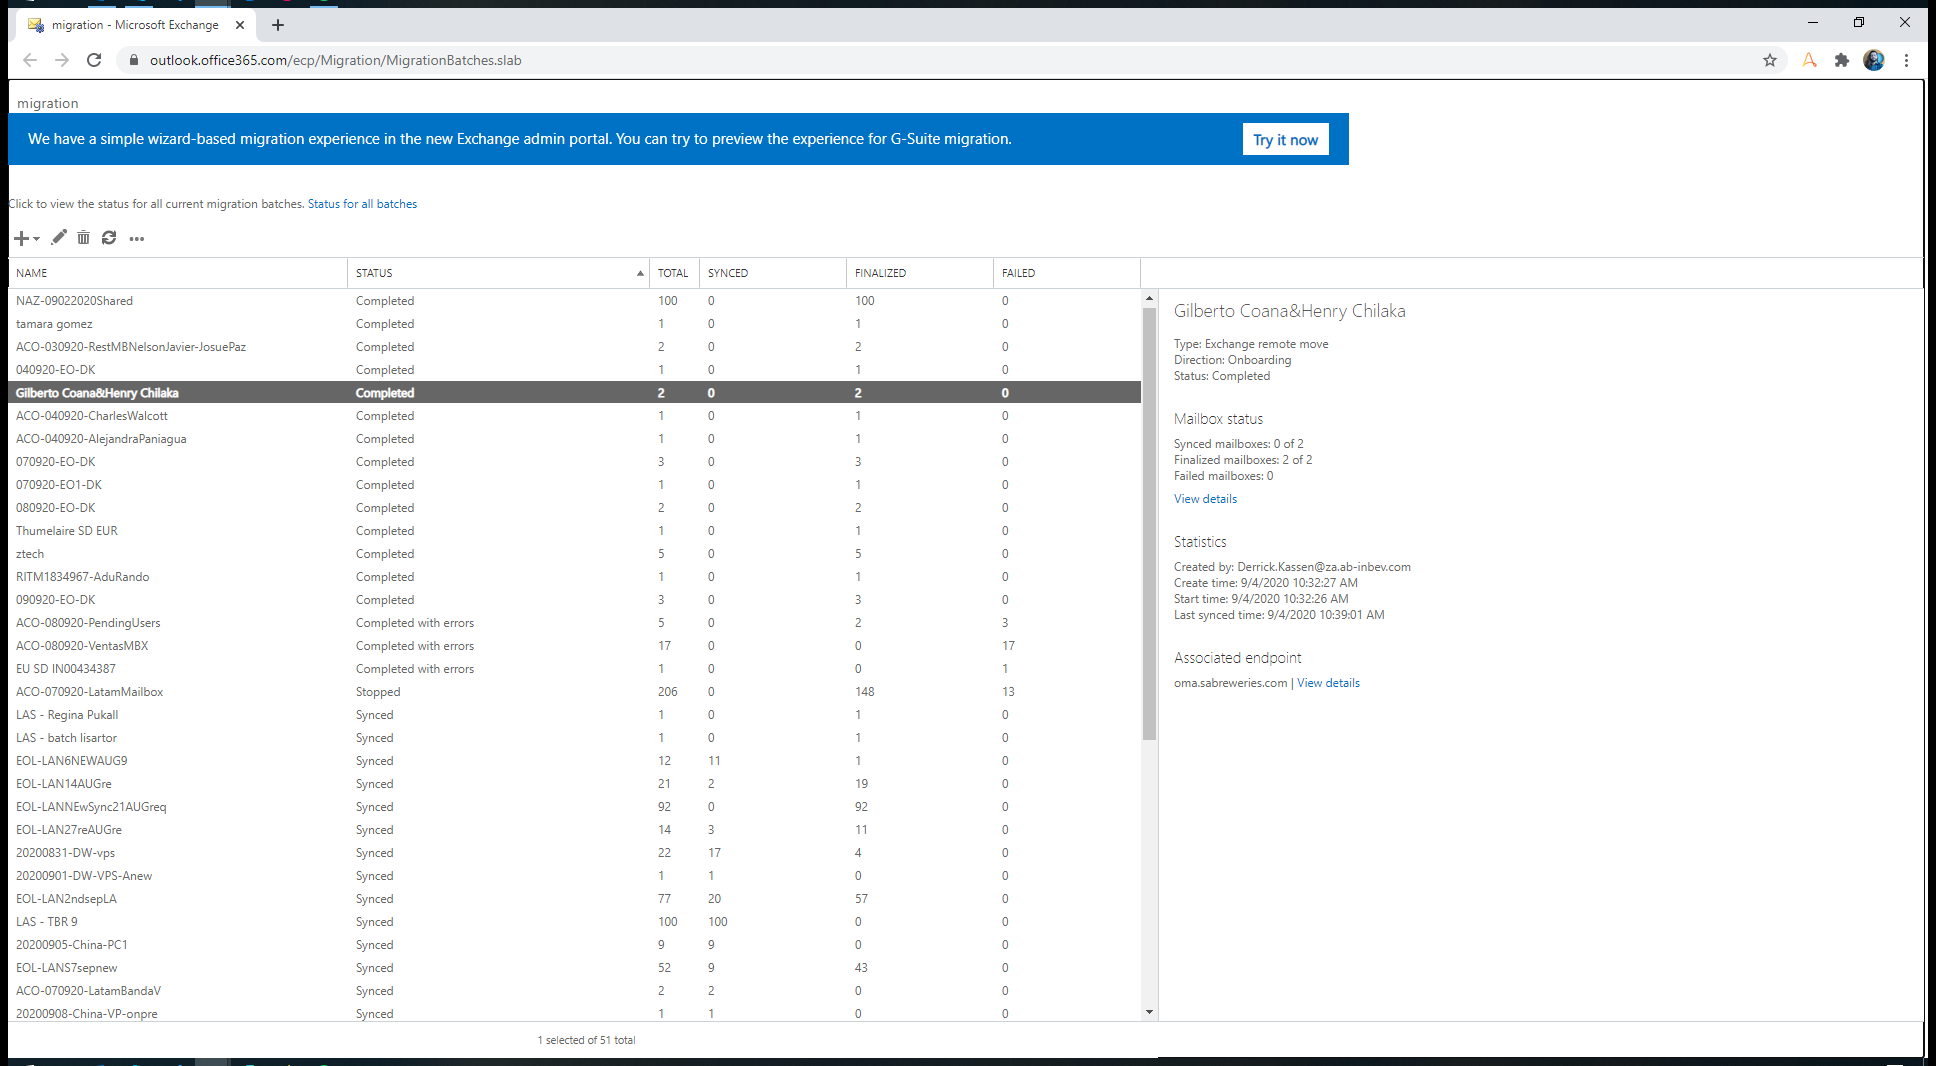 migration - Microsoft Exchange
outlook.office365.com/ecp/Migration/MigrationBatches.slab
migration
We have a simple wizard-based migration experience in the new Exchange admin portal. You can try to preview the experience for G-Suite migration. Try it now
Click to view the status for all current migration batches. Status for all batches
NAME STATUS TOTAL SYNCED FINALIZED FAILED
NAZ-09022020Shared Completed 100 0 100 0
tamara gomez Completed 1 0 1 0
ACO-030920-RestMBNelsonJavier-JosuePaz Completed 2 0 2 0
040920-EO-DK Completed 1 0 1 0
Gilberto Coana&Henry Chilaka Completed 2 0 2 0
ACO-040920-CharlesWalcott Completed 1 0 1 0
ACO-040920-AlejandraPaniagua Completed 1 0 1 0
070920-EO-DK Completed 3 0 3 0
070920-EO1-DK Completed 1 0 1 0
080920-EO-DK Completed 2 0 2 0
Thumelaire SD EUR Completed 1 0 1 0
ztech Completed 5 0 5 0
RITM1834967-AduRando Completed 1 0 1 0
090920-EO-DK Completed 3 0 3 0
ACO-080920-PendingUsers Completed with errors 5 0 2 3
ACO-080920-VentasMBX Completed with errors 17 0 0 17
EU SD IN00434387 Completed with errors 1 0 0 1
ACO-070920-LatamMailbox Stopped 206 0 148 13
LAS - Regina Pukall Synced 1 0 1 0
LAS - batch lisartor Synced 1 0 1 0
EOL-LAN6NEWAUG9 Synced 12 11 1 0
EOL-LAN14AUGre Synced 21 2 19 0
EOL-LANNEwSync21AUGreq Synced 92 0 92 0
EOL-LAN27reAUGre Synced 14 3 11 0
20200831-DW-vps Synced 22 17 4 0
20200901-DW-VPS-Anew Synced 1 1 0 0
EOL-LAN2ndsepLA Synced 77 20 57 0
LAS - TBR 9 Synced 100 100 0 0
20200905-China-PC1 Synced 9 9 0 0
EOL-LANS7sepnew Synced 52 9 43 0
ACO-070920-LatamBandaV Synced 2 2 0 0
20200908-China-VP-onpre Synced 1 1 0 0
1 selected of 51 total
Gilberto Coana&Henry Chilaka
Type: Exchange remote move
Direction: Onboarding
Status: Completed
Mailbox status
Synced mailboxes: 0 of 2
Finalized mailboxes: 2 of 2
Failed mailboxes: 0
View details
Statistics
Created by: Derrick.Kassen@za.ab-inbev.com
Create time: 9/4/2020 10:32:27 AM
Start time: 9/4/2020 10:32:26 AM
Last synced time: 9/4/2020 10:39:01 AM
Associated endpoint
oma.sabreweries.com | View details